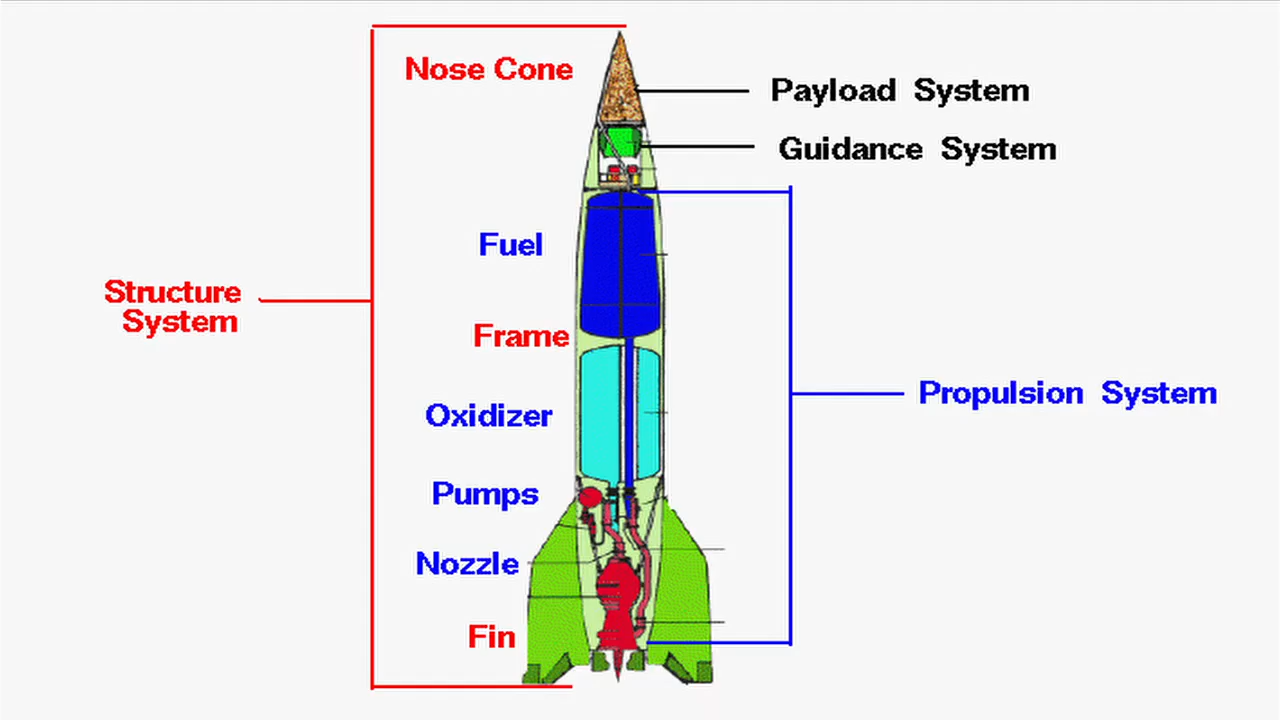 Nose Cone
Payload System
Guidance System
Fuel
Structure
System
Frame
Propulsion System
Oxidizer
Pumps
Nozzle
Fin